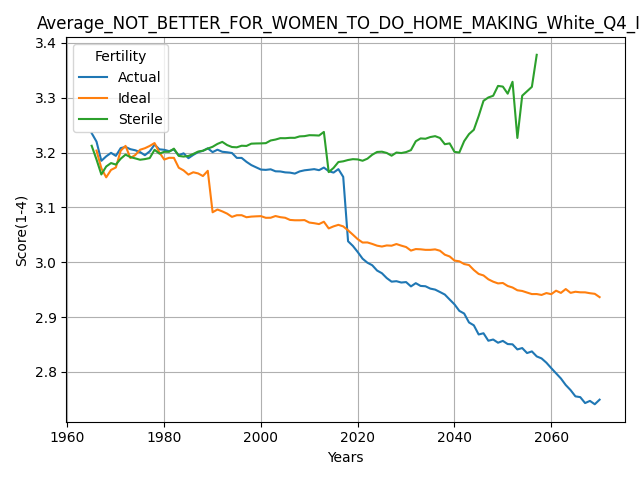 Average_NOT_BETTER_FOR_WOMEN_TO_DO_HOME_MAKING_White_Q4_I
Fertility
Actual
Ideal
Sterile
Score(1-4)
3.4
3.3
3.2
3.1
3.0
2.9
2.8
1960 1980 2000 2020 2040 2060
Years